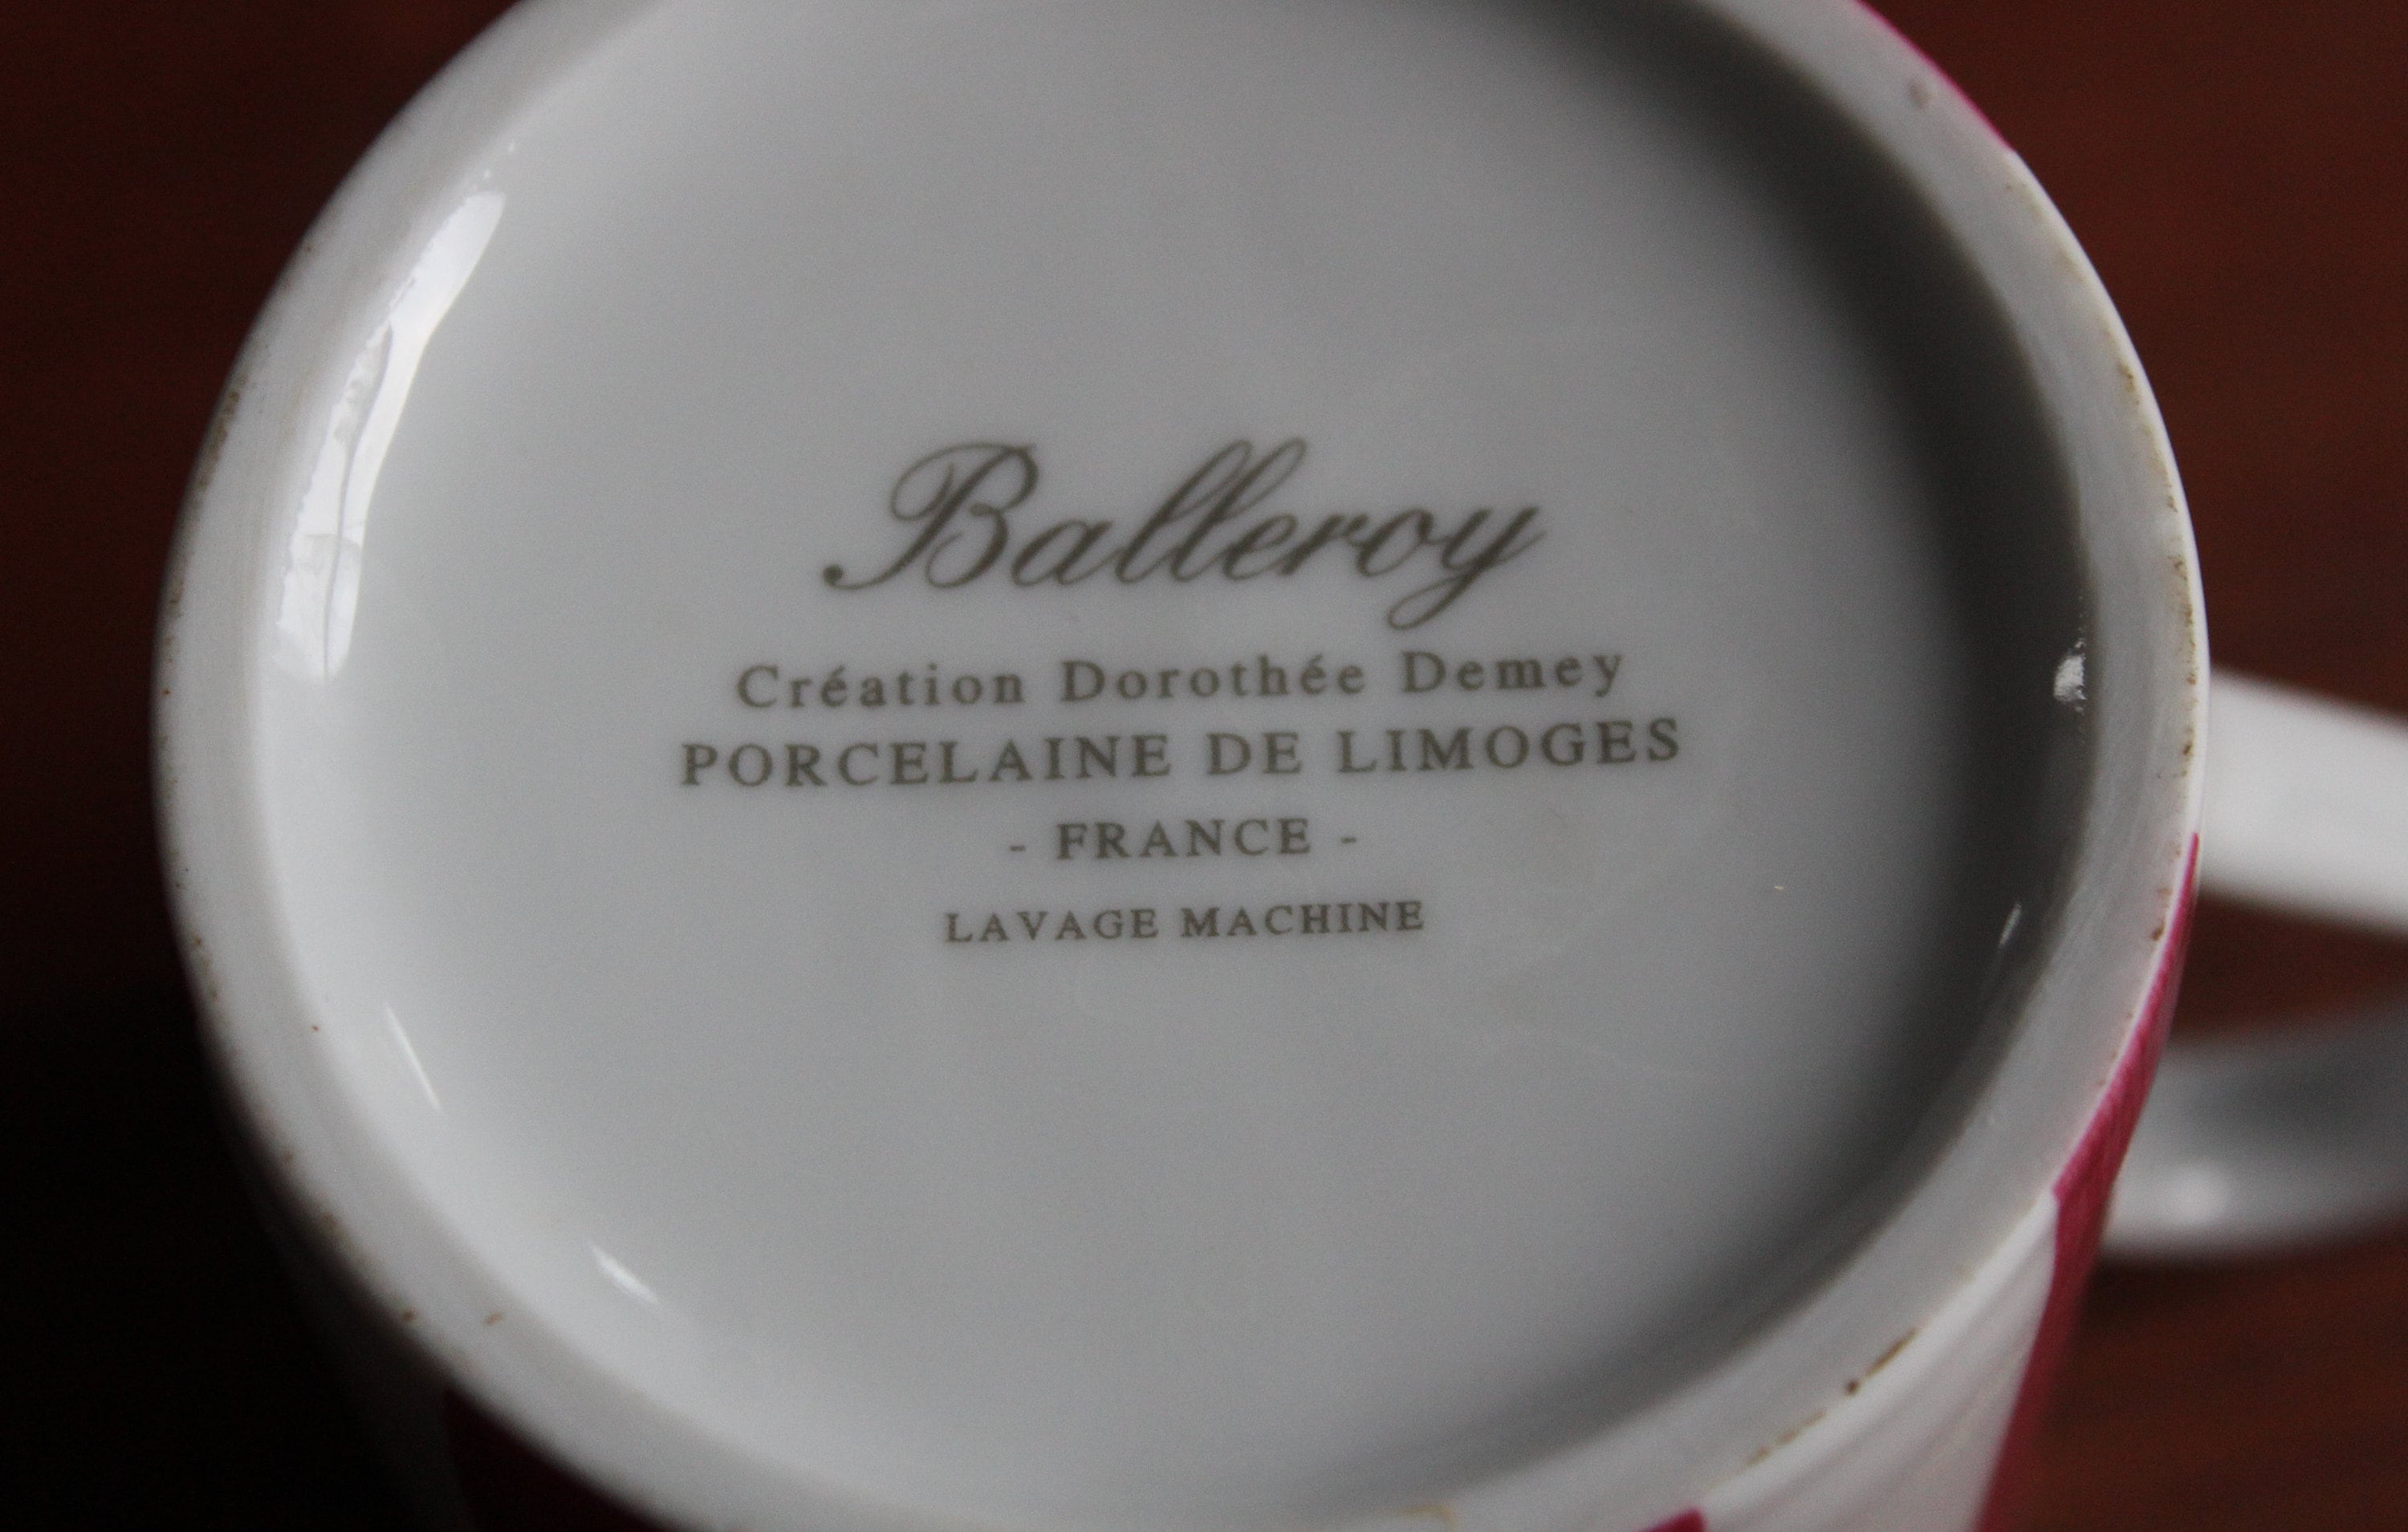 Balleroy
Création Dorothée Demey
PORCELAINE DE LIMOGES
- FRANCE -
LAVAGE MACHINE